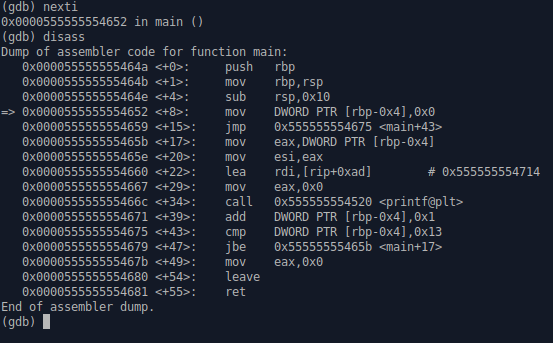 (gdb) nexti
0x0000555555554652 in main ()
(gdb) disass
Dump of assembler code for function main:
   0x000055555555464a <+0>:     push   rbp
   0x000055555555464b <+1>:     mov    rbp,rsp
   0x000055555555464e <+4>:     sub    rsp,0x10
=> 0x0000555555554652 <+8>:     mov    DWORD PTR [rbp-0x4],0x0
   0x0000555555554659 <+15>:    jmp    0x555555554675 <main+43>
   0x000055555555465b <+17>:    mov    eax,DWORD PTR [rbp-0x4]
   0x000055555555465e <+20>:    mov    esi,eax
   0x0000555555554660 <+22>:    lea    rdi,[rip+0xad]        # 0x555555554714
   0x0000555555554667 <+29>:    mov    eax,0x0
   0x000055555555466c <+34>:    call   0x555555554520 <printf@plt>
   0x0000555555554671 <+39>:    add    DWORD PTR [rbp-0x4],0x1
   0x0000555555554675 <+43>:    cmp    DWORD PTR [rbp-0x4],0x13
   0x0000555555554679 <+47>:    jbe    0x55555555465b <main+17>
   0x000055555555467b <+49>:    mov    eax,0x0
   0x0000555555554680 <+54>:    leave
   0x0000555555554681 <+55>:    ret
End of assembler dump.
(gdb)